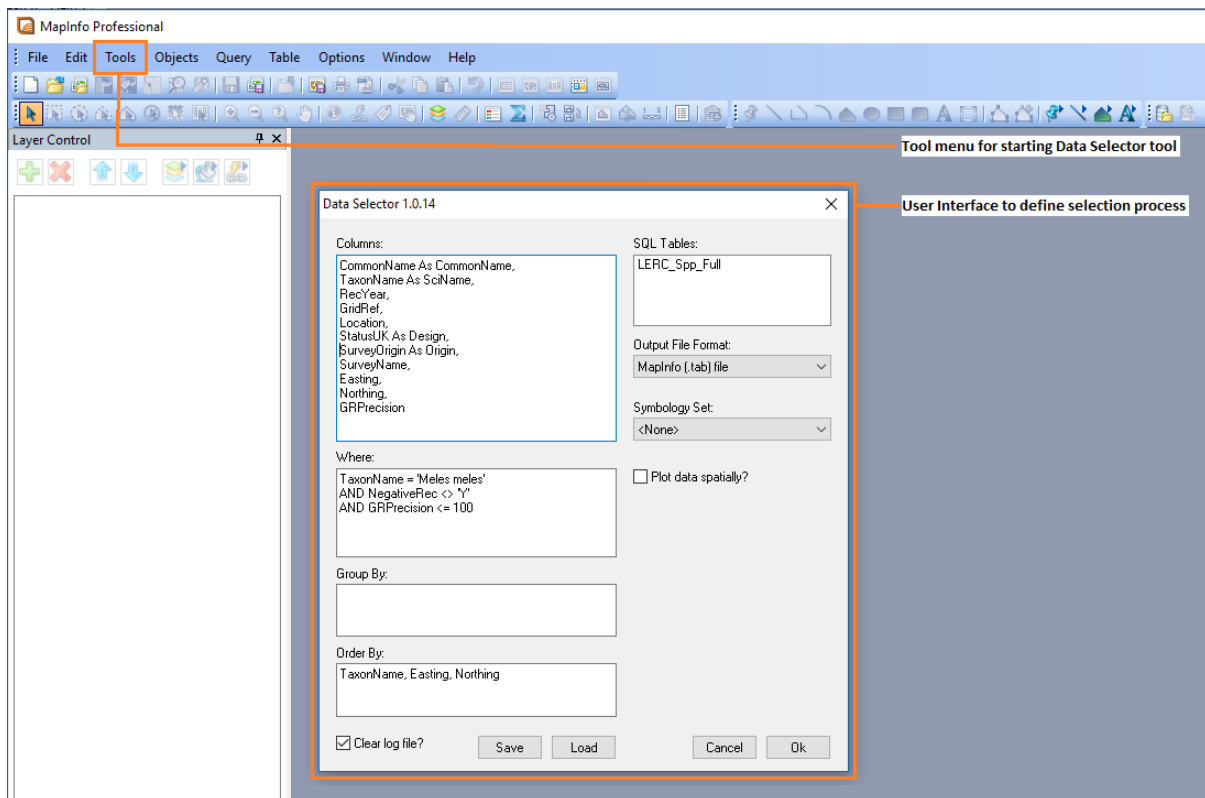 MapInfo Professional
File Edit Tools Objects Query Table Options Window Help
Layer Control
Tool menu for starting Data Selector tool
User Interface to define selection process
Data Selector 1.0.14
Columns:
CommonName As CommonName,
TaxonName As SciName,
RecYear,
GridRef,
Location,
StatusUK As Design,
SurveyOrigin As Origin,
SurveyName,
Easting,
Northing,
GRPrecision
SQL Tables:
LERC_Spp_Full
Output File Format:
MapInfo (.tab) file
Symbology Set:
<None>
Plot data spatially?
Where:
TaxonName = 'Meles meles'
AND NegativeRec <> 'Y'
AND GRPrecision <= 100
Group By:
Order By:
TaxonName, Easting, Northing
Clear log file?
Save
Load
Cancel
Ok